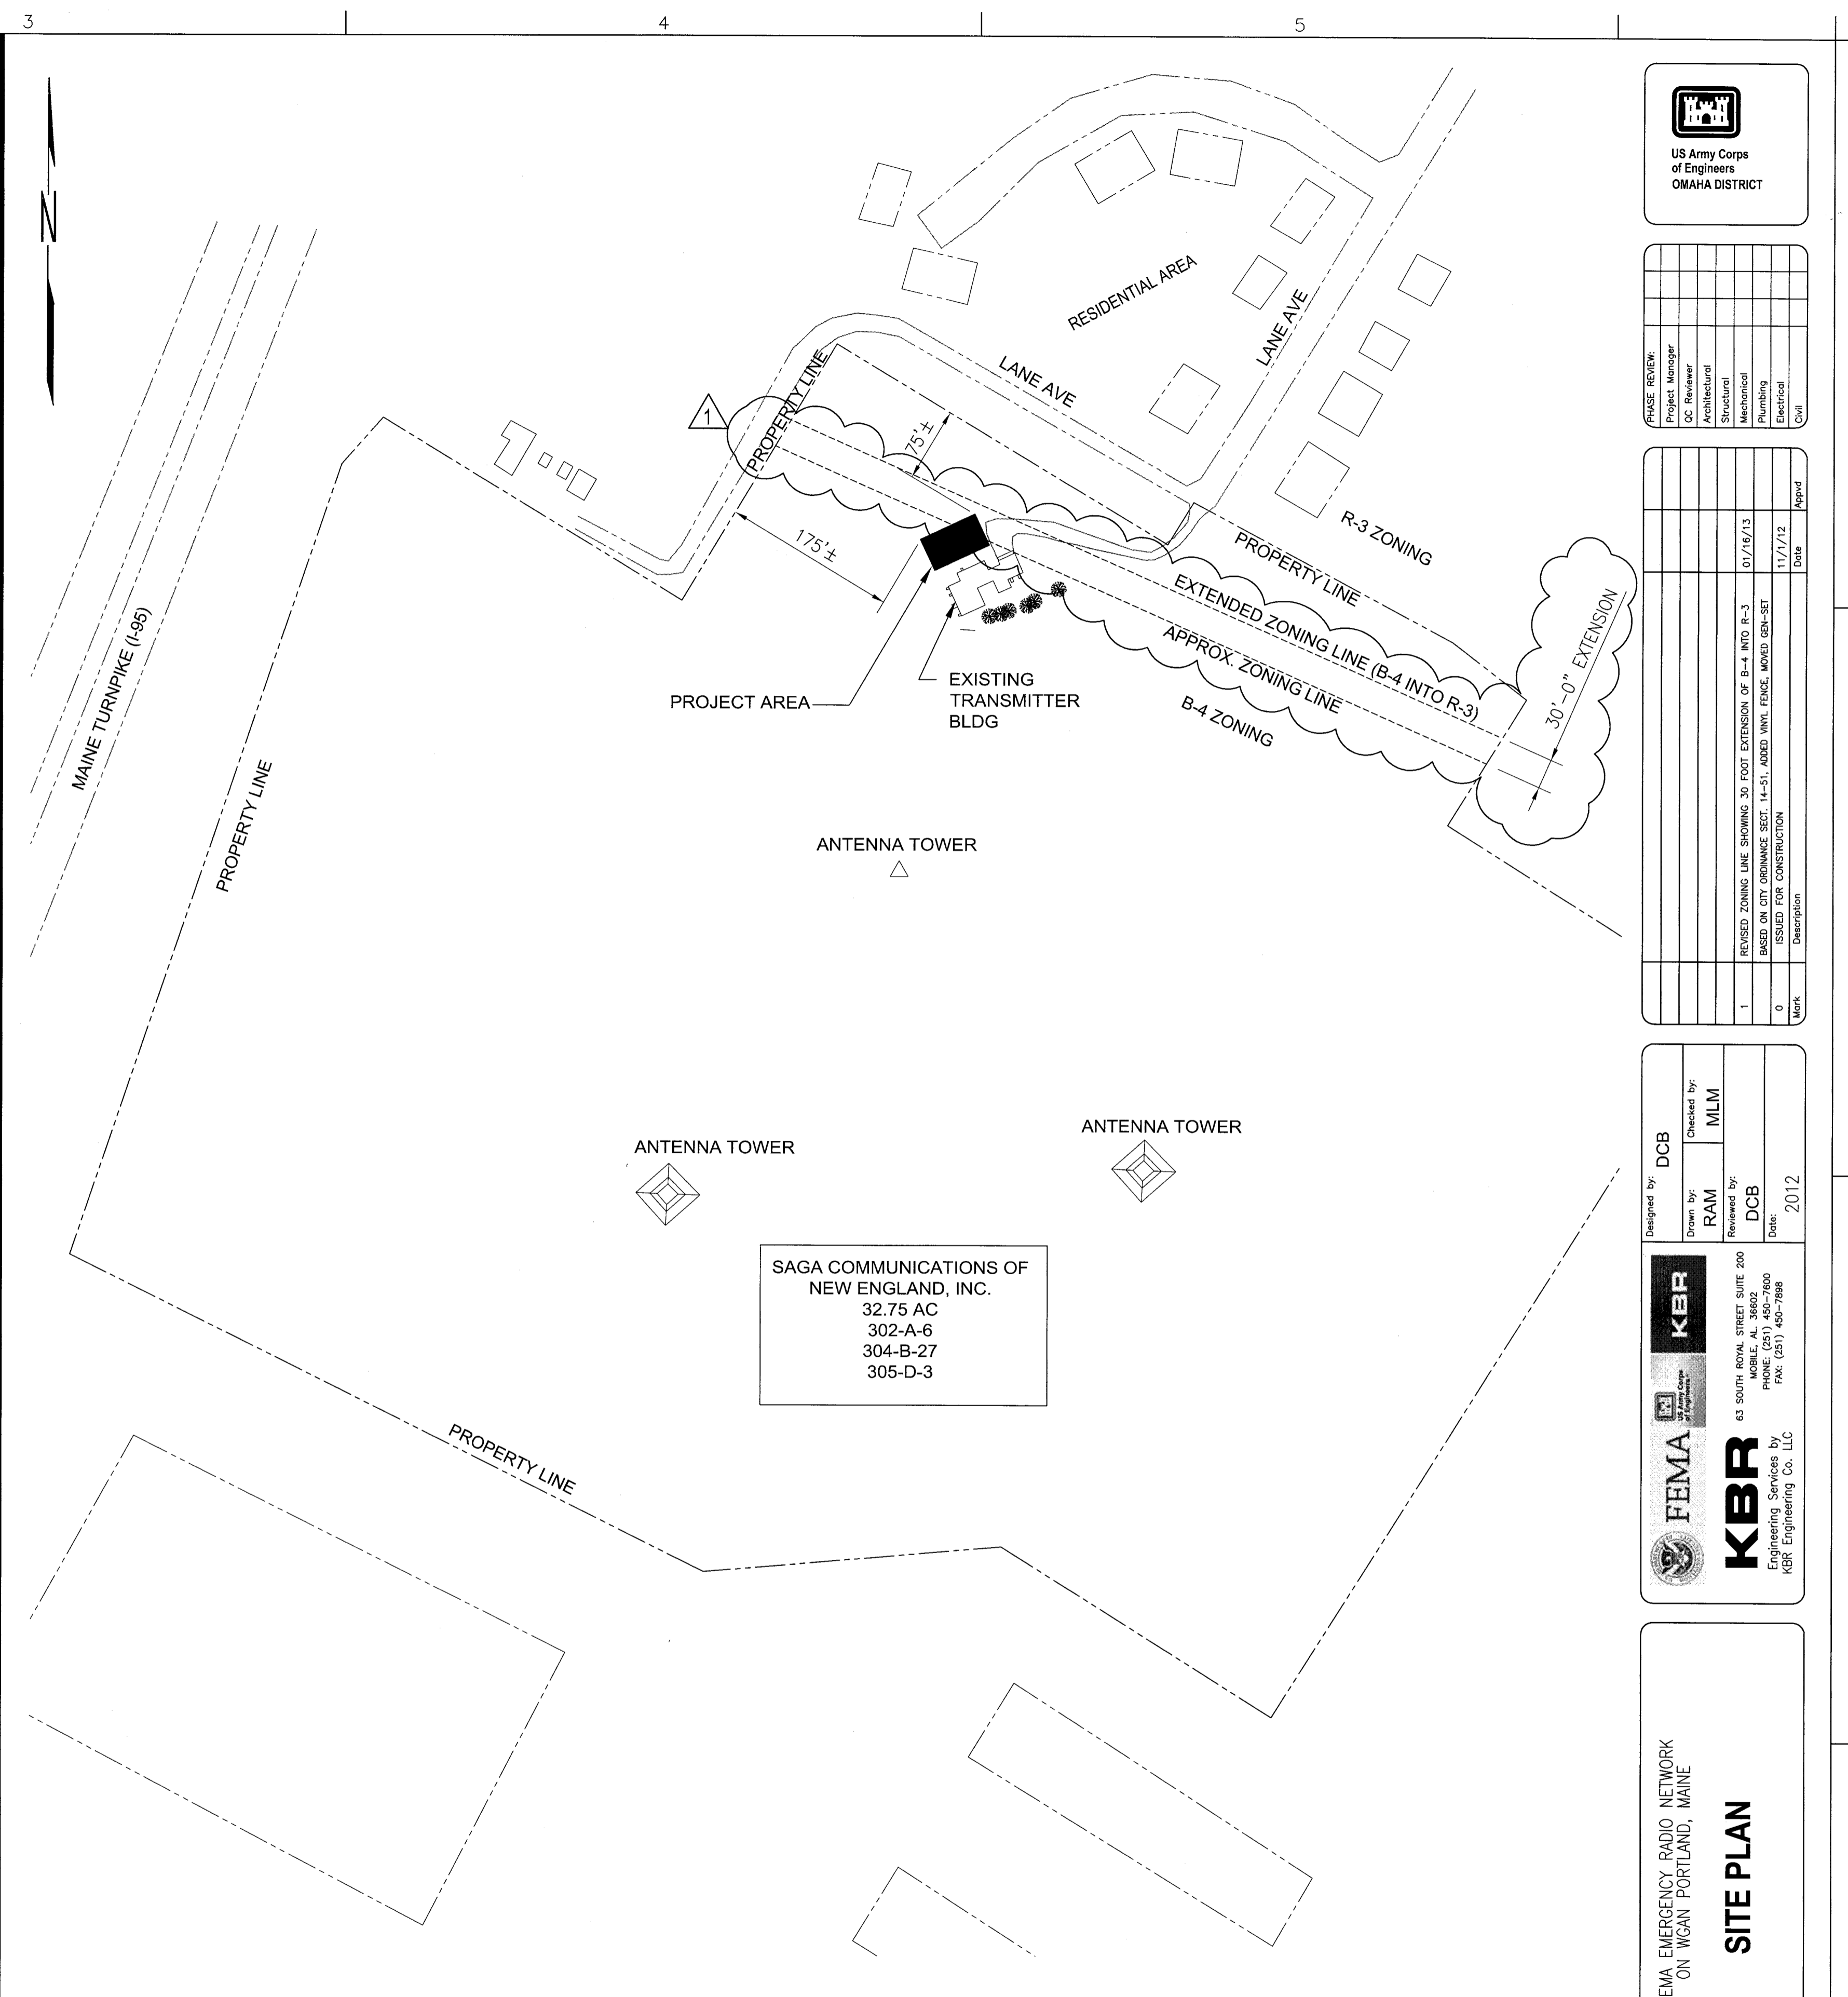 3
4
5
N
MAINE TURNPIKE (I-95)
PROPERTY LINE
1
PROPERTY LINE
75'±
175'±
LANE AVE
RESIDENTIAL AREA
LANE AVE
R-3 ZONING
PROPERTY LINE
EXTENDED ZONING LINE (B-4 INTO R-3)
APPROX. ZONING LINE
B-4 ZONING
30'-0" EXTENSION
PROJECT AREA
EXISTING
TRANSMITTER
BLDG
ANTENNA TOWER
ANTENNA TOWER
ANTENNA TOWER
SAGA COMMUNICATIONS OF
NEW ENGLAND, INC.
32.75 AC
302-A-6
304-B-27
305-D-3
PROPERTY LINE
US Army Corps
of Engineers
OMAHA DISTRICT
PHASE REVIEW:
Project Manager
QC Reviewer
Architectural
Structural
Mechanical
Plumbing
Electrical
Civil
1 REVISED ZONING LINE SHOWING 30 FOOT EXTENSION OF B-4 INTO R-3 01/16/13
BASED ON CITY ORDINANCE SECT. 14-51, ADDED VINYL FENCE, MOVED GEN-SET
0 ISSUED FOR CONSTRUCTION 11/1/12
Mark Description Date Appvd
Designed by: DCB
Drawn by: RAM
Checked by: MLM
Reviewed by: DCB
Date: 2012
FEMA
US Army Corps
of Engineers
KBR
KBR
63 SOUTH ROYAL STREET SUITE 200
MOBILE, AL. 36602
PHONE: (251) 450-7600
FAX: (251) 450-7898
Engineering Services by
KBR Engineering Co. LLC
EMA EMERGENCY RADIO NETWORK
ON WGAN PORTLAND, MAINE
SITE PLAN